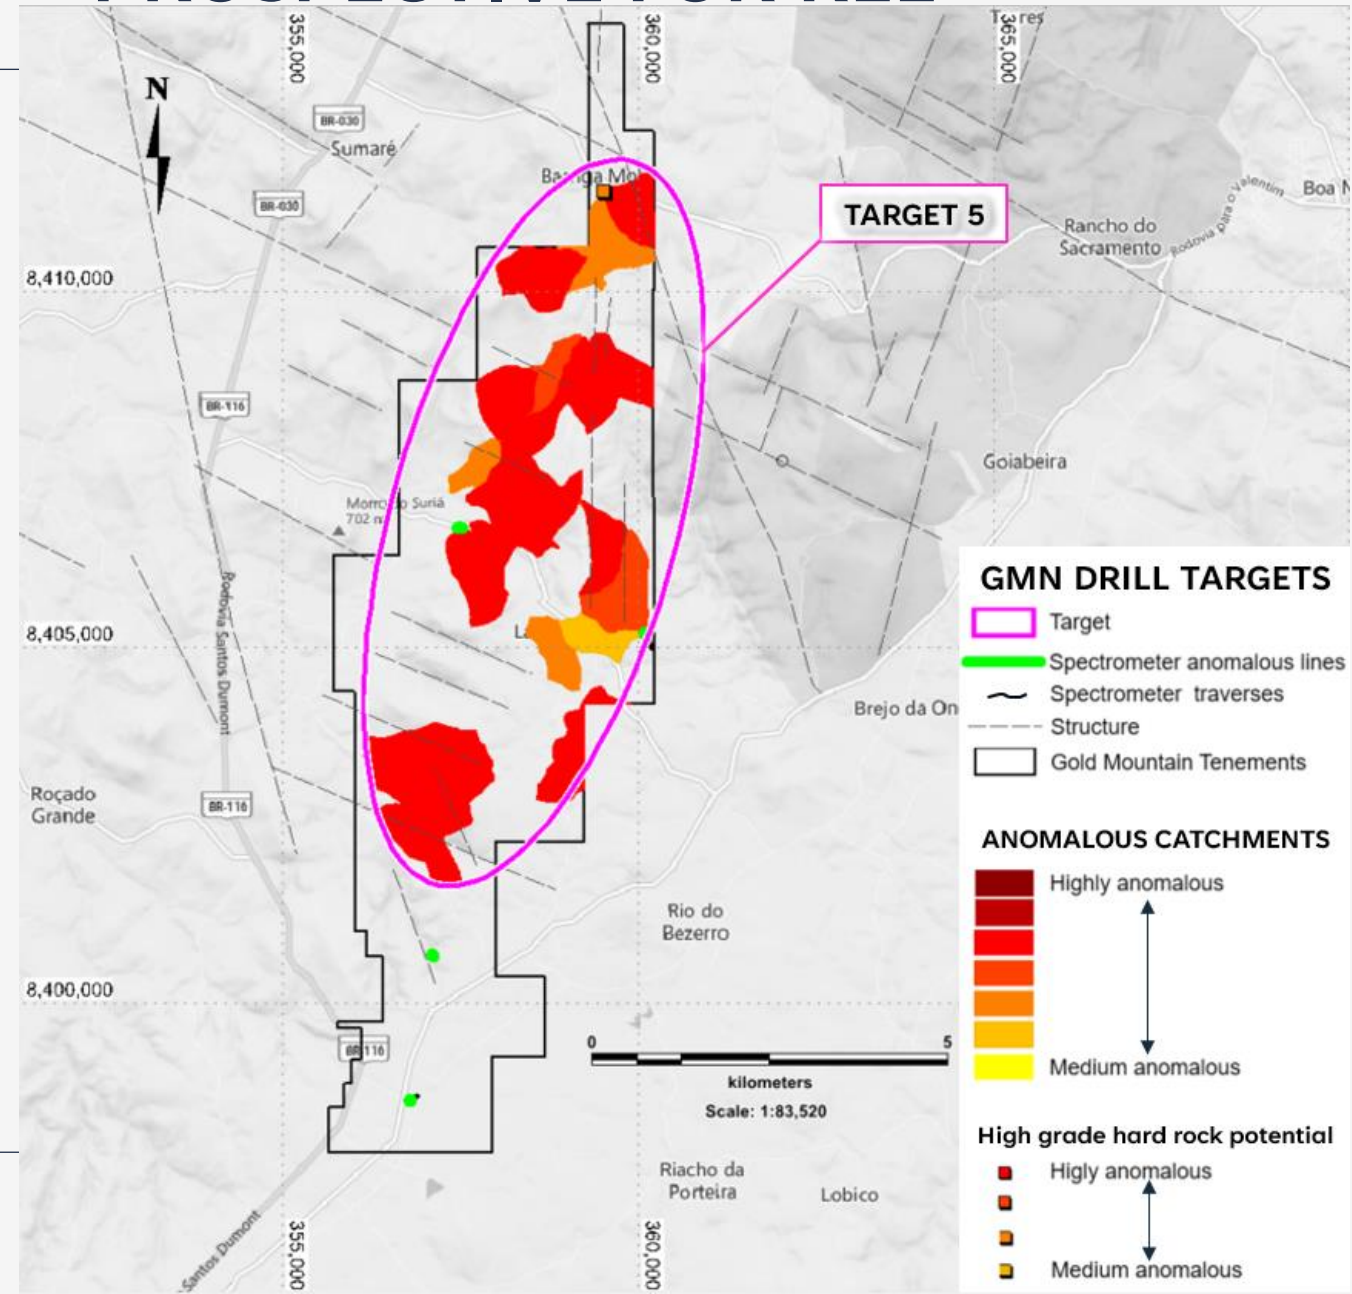 N
355,000
360,000
365,000
BR-030
Sumaré
BR-030
TARGET 5
Boa N
Rancho do
Sacramento
Rodovia para o Valentim
8,410,000
BR-116
Goiabeira
Morro do Suriá
702 m
Rodovia Santos Dumont
8,405,000
Brejo da On
Roçado
Grande
BR-116
Rio do
Bezerro
8,400,000
BR-116
0 5
kilometers
Scale: 1:83,520
Riacho da
Porteira
Lobico
Santos Dumont
355,000
360,000
GMN DRILL TARGETS
Target
Spectrometer anomalous lines
Spectrometer traverses
Structure
Gold Mountain Tenements
ANOMALOUS CATCHMENTS
Highly anomalous
Medium anomalous
High grade hard rock potential
Higly anomalous
Medium anomalous